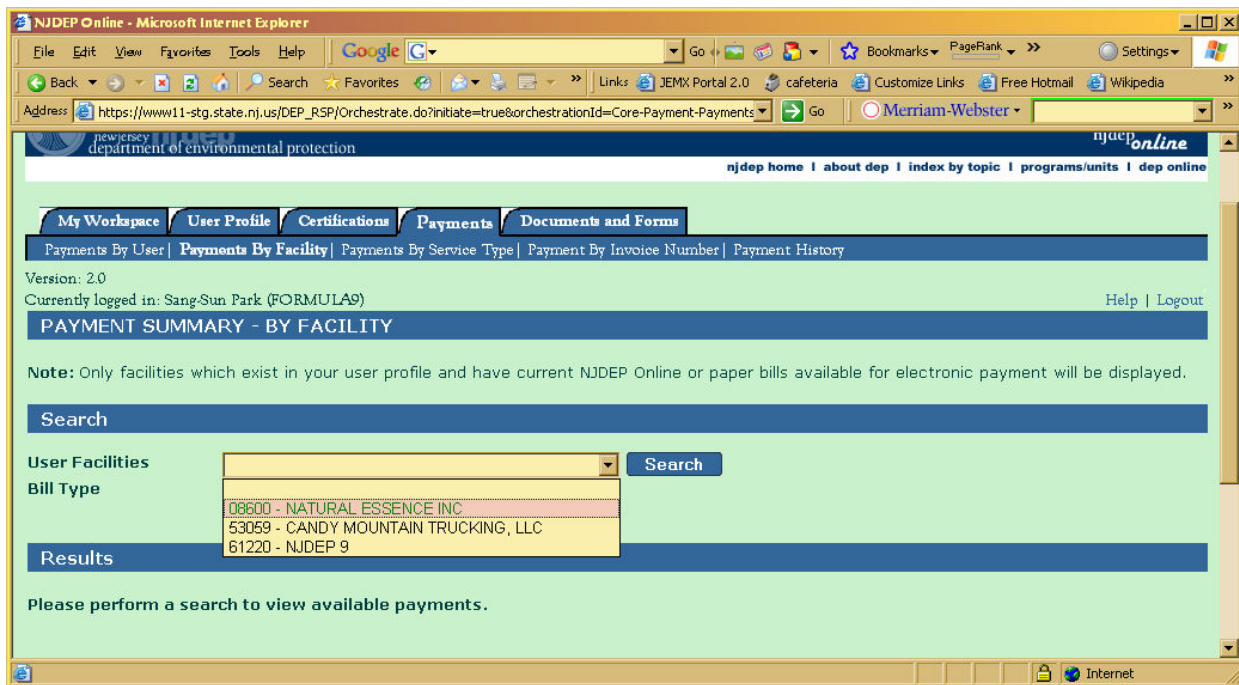 NJDEP Online - Microsoft Internet Explorer
File Edit View Favorites Tools Help Google G Go Bookmarks PageRank » Settings
Back Search Favorites » Links JEMX Portal 2.0 cafeteria Customize Links Free Hotmail Wikipedia »
Address https://www11-stg.state.nj.us/DEP_RSP/Orchestrate.do?initiate=true&orchestrationId=Core-Payment-Payments Go Merriam-Webster »
newjersey njdep
department of environmental protection njdeponline
njdep home | about dep | index by topic | programs/units | dep online
My Workspace User Profile Certifications Payments Documents and Forms
Payments By User| Payments By Facility| Payments By Service Type| Payment By Invoice Number| Payment History
Version: 2.0
Currently logged in: Sang-Sun Park (FORMULA9) Help | Logout
PAYMENT SUMMARY - BY FACILITY
Note: Only facilities which exist in your user profile and have current NJDEP Online or paper bills available for electronic payment will be displayed.
Search
User Facilities Search
Bill Type
08600 - NATURAL ESSENCE INC
53059 - CANDY MOUNTAIN TRUCKING, LLC
61220 - NJDEP 9
Results
Please perform a search to view available payments.
Internet